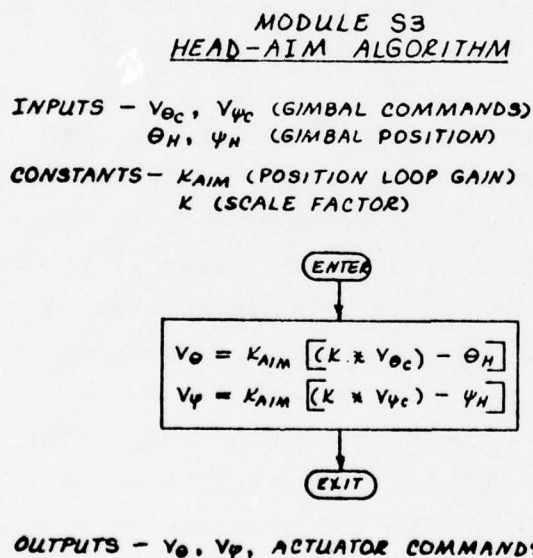 MODULE S3
HEAD-AIM ALGORITHM
INPUTS - VθC, VψC (GIMBAL COMMANDS)
θH, ψH (GIMBAL POSITION)
CONSTANTS - KAIM (POSITION LOOP GAIN)
K (SCALE FACTOR)
ENTER
Vθ = KAIM [(K * VθC) - θH]
Vψ = KAIM [(K * VψC) - ψH]
EXIT
OUTPUTS - Vθ, Vψ, ACTUATOR COMMANDS